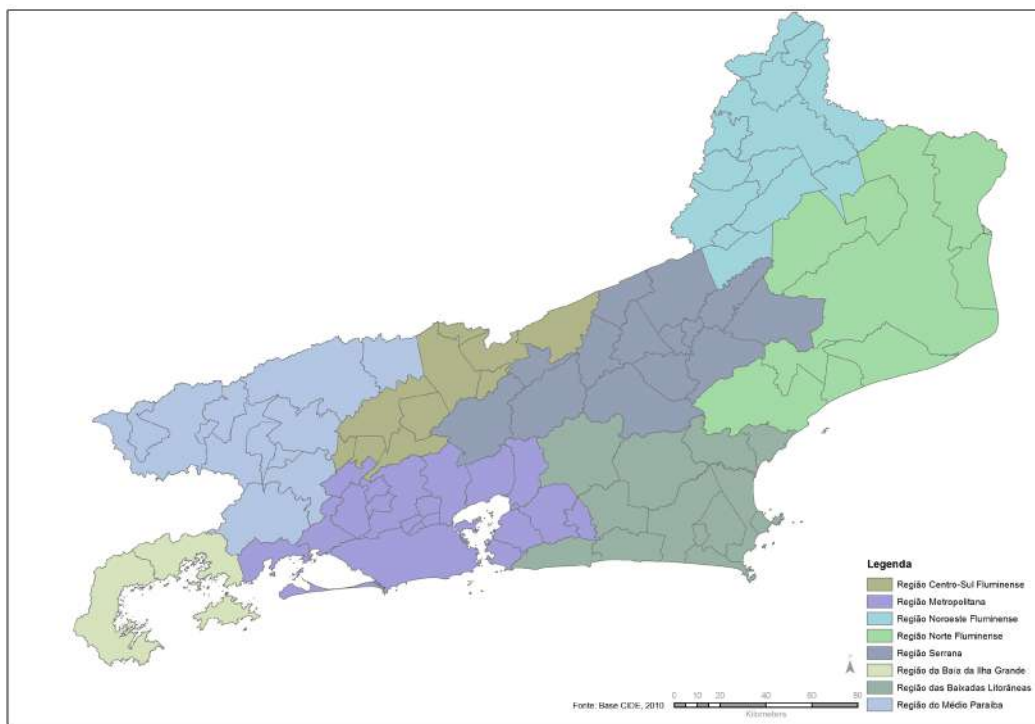 Legenda
Região Centro-Sul Fluminense
Região Metropolitana
Região Noroeste Fluminense
Região Norte Fluminense
Região Serrana
Região da Baía da Ilha Grande
Região das Baixadas Litorâneas
Região do Médio Paraíba
Fonte: Base CIDE, 2010
0 10 20 40 60 80
Kilometers